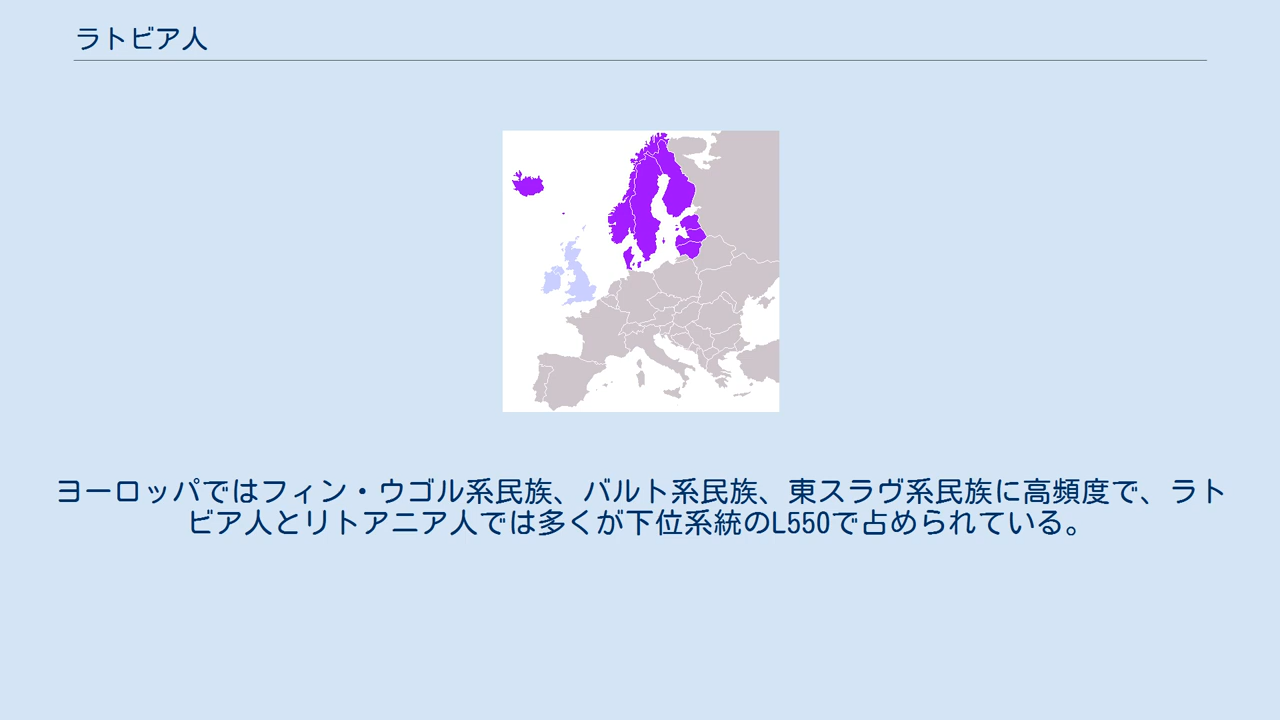 ラトビア人
ヨーロッパではフィン・ウゴル系民族、バルト系民族、東スラヴ系民族に高頻度で、ラト
ビア人とリトアニア人では多くが下位系統のL550で占められている。